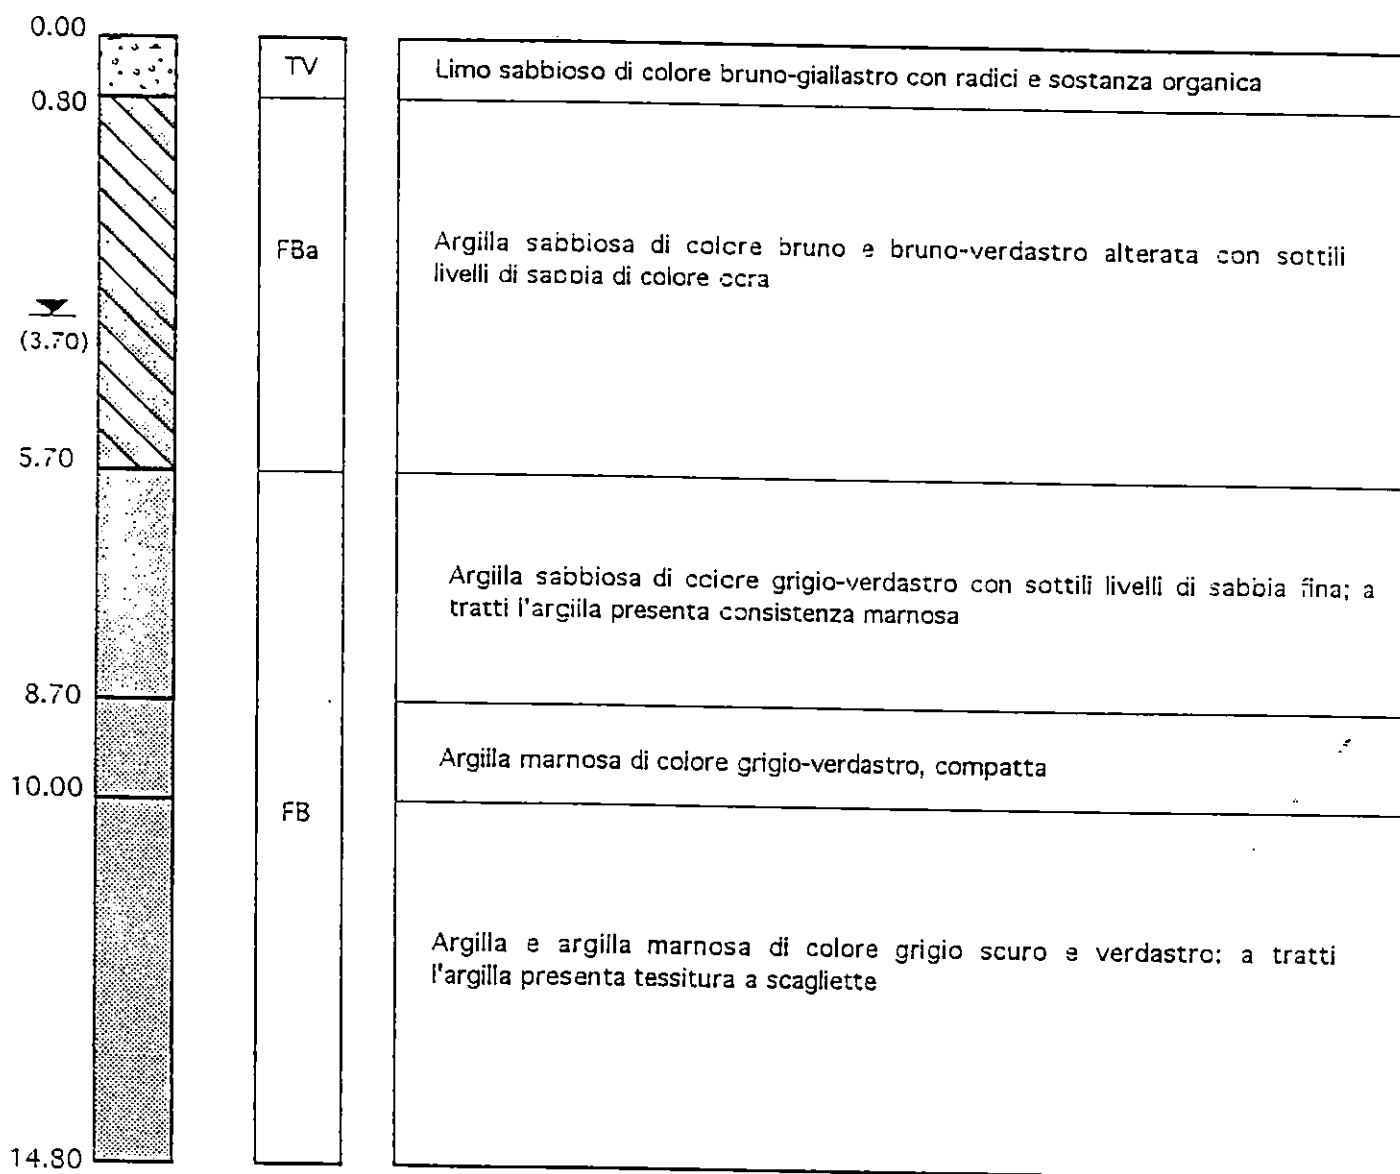 0.00
TV
Limo sabbioso di colore bruno-giallastro con radici e sostanza organica
0.80
FBa
Argilla sabbiosa di colore bruno e bruno-verdastro alterata con sottili
livelli di sabbia di colore ocra
(3.70)
5.70
Argilla sabbiosa di colore grigio-verdastro con sottili livelli di sabbia fina; a
tratti l'argilla presenta consistenza marnosa
8.70
Argilla marnosa di colore grigio-verdastro, compatta
10.00
FB
Argilla e argilla marnosa di colore grigio scuro e verdastro: a tratti
l'argilla presenta tessitura a scagliette
14.80